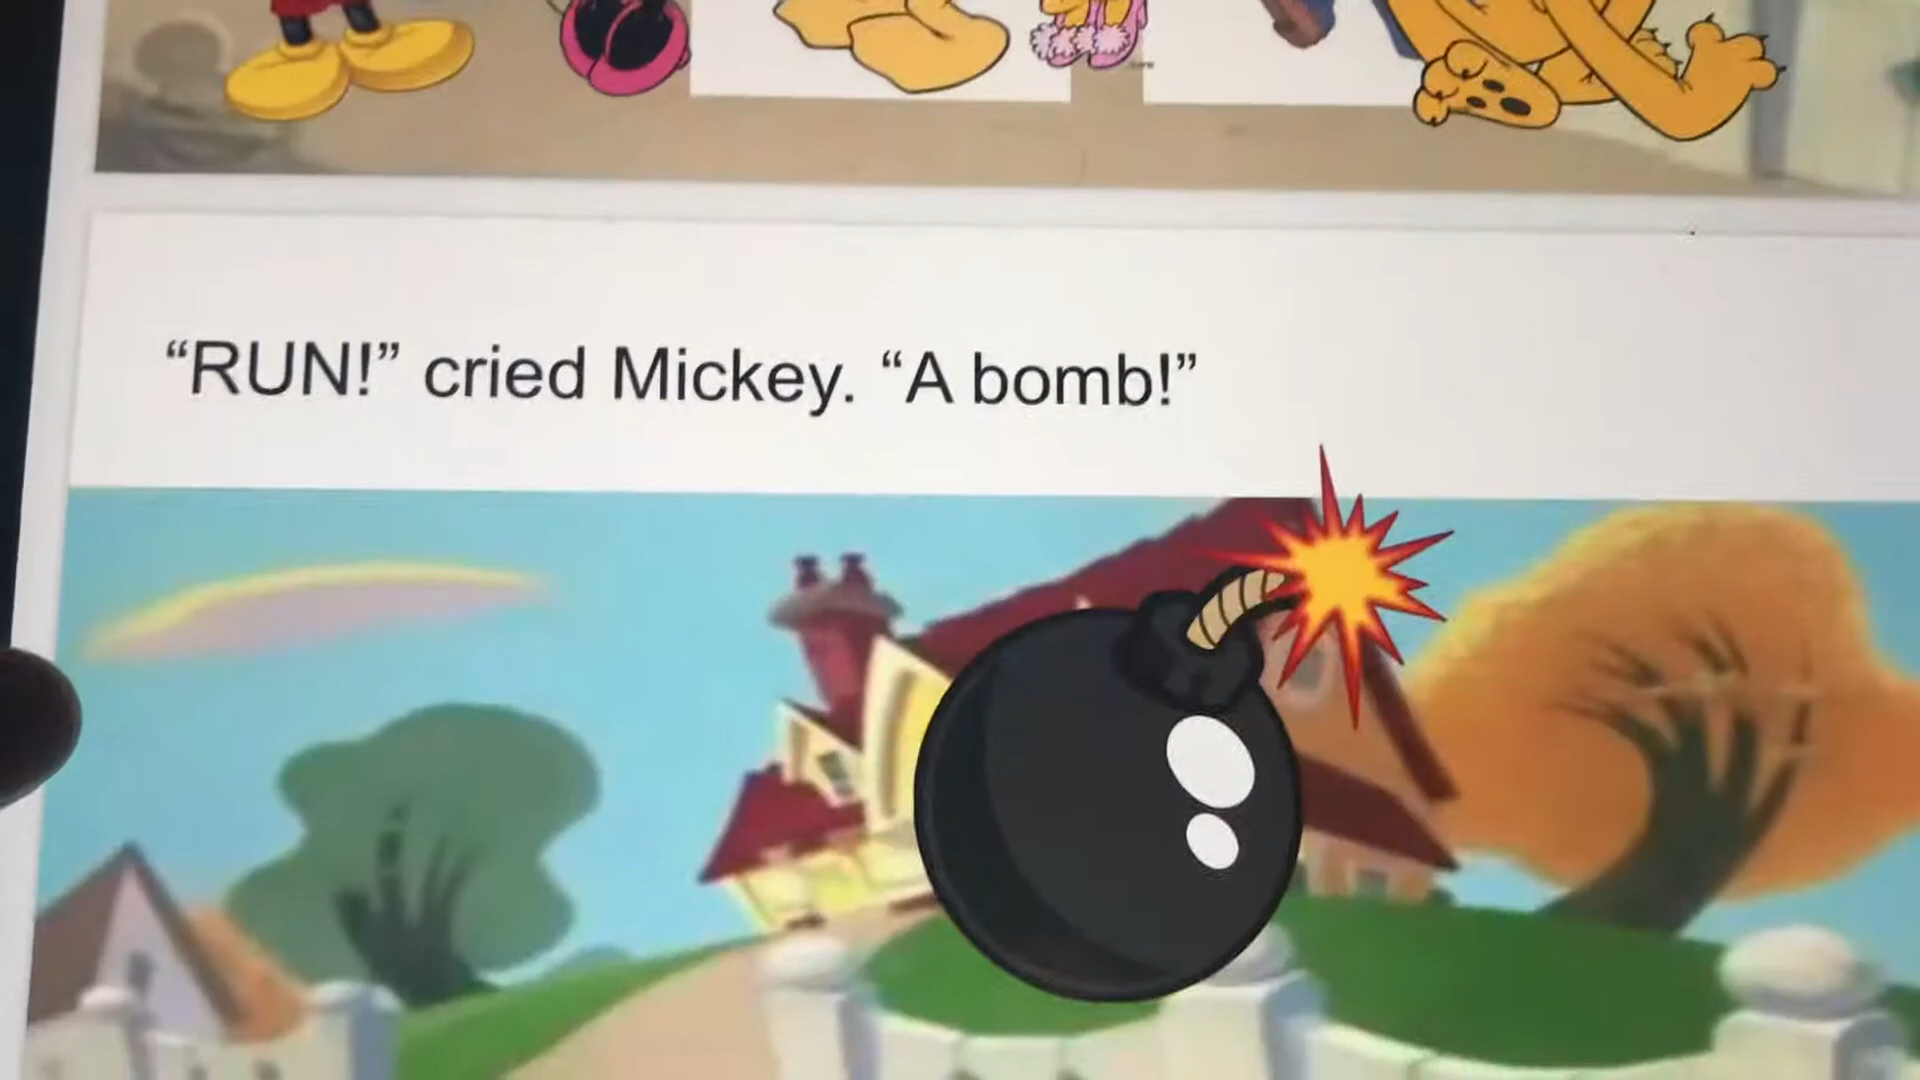 “RUN!” cried Mickey. “A bomb!”